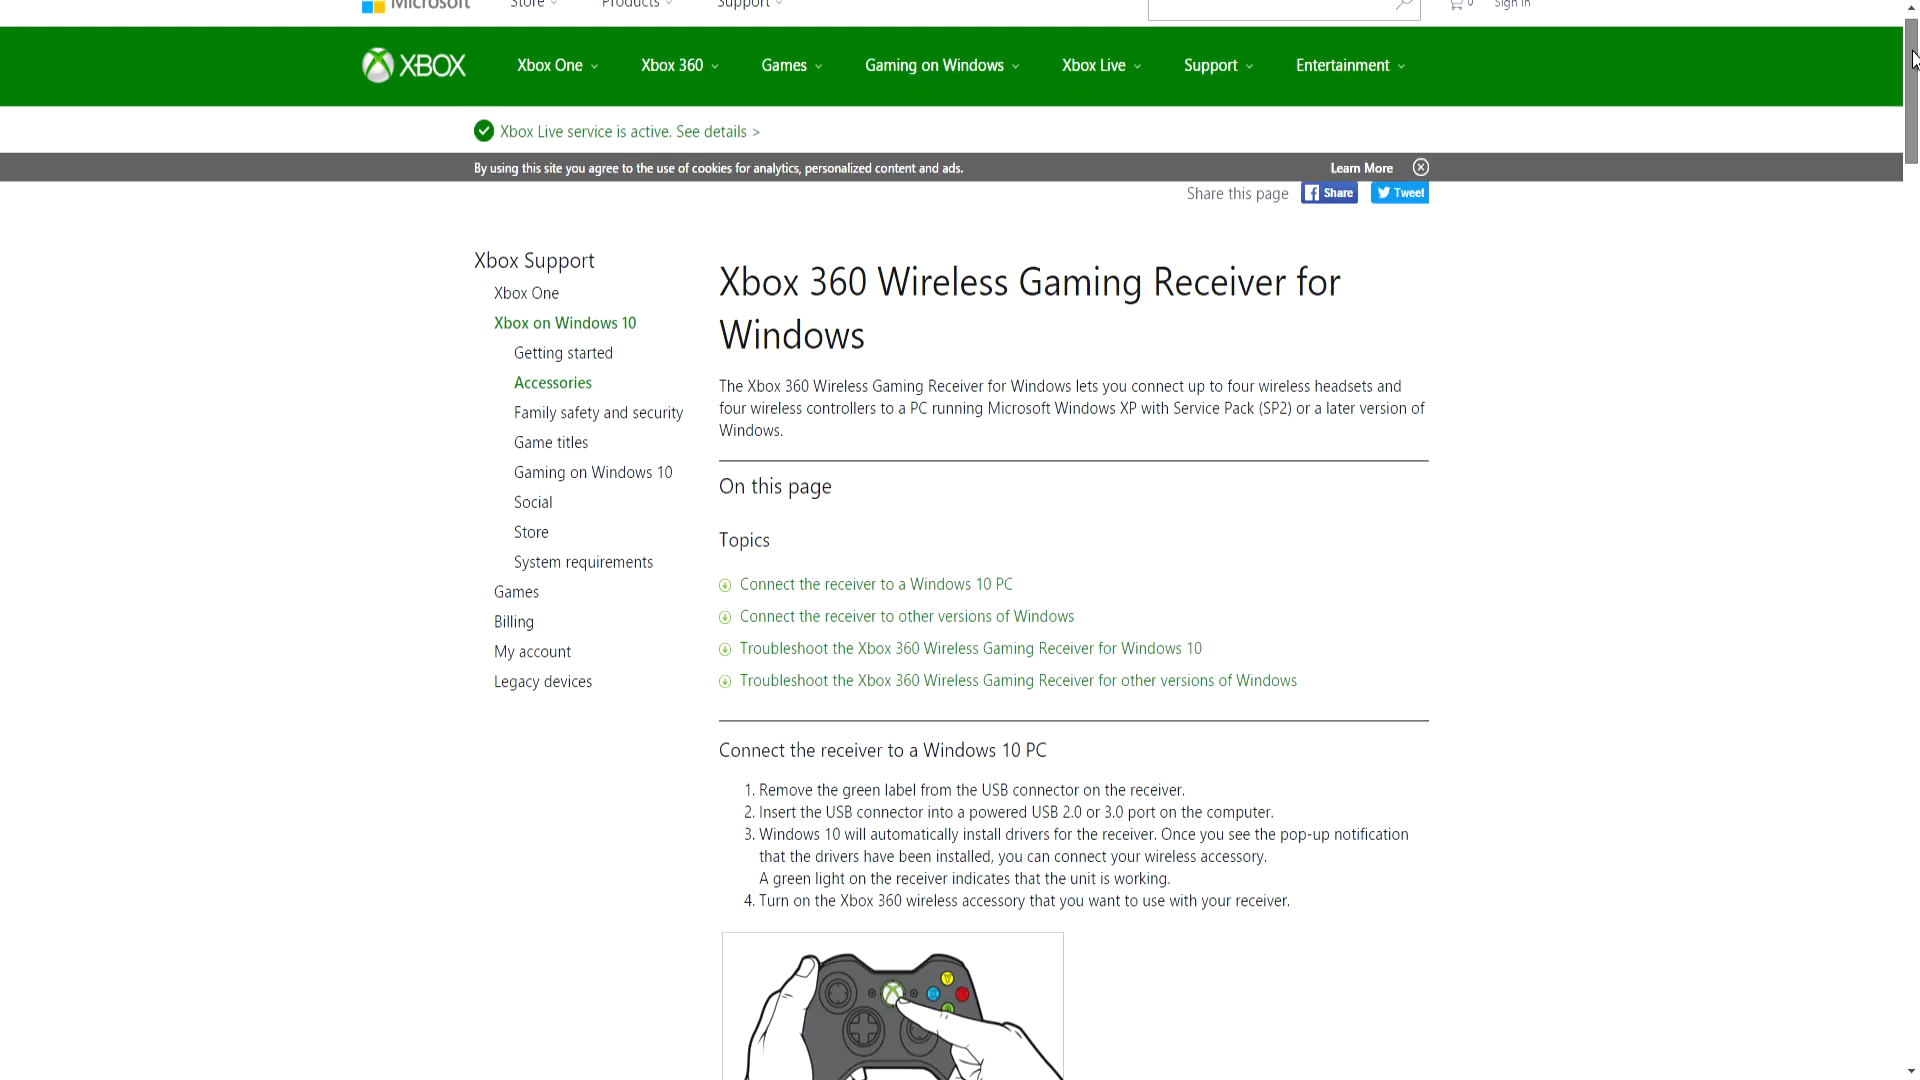 Microsoft Store Products Support 0 Sign in
XBOX Xbox One Xbox 360 Games Gaming on Windows Xbox Live Support Entertainment
Xbox Live service is active. See details >
By using this site you agree to the use of cookies for analytics, personalized content and ads. Learn More
Share this page Share Tweet
Xbox Support
Xbox One
Xbox on Windows 10
Getting started
Accessories
Family safety and security
Game titles
Gaming on Windows 10
Social
Store
System requirements
Games
Billing
My account
Legacy devices
Xbox 360 Wireless Gaming Receiver for
Windows
The Xbox 360 Wireless Gaming Receiver for Windows lets you connect up to four wireless headsets and
four wireless controllers to a PC running Microsoft Windows XP with Service Pack (SP2) or a later version of
Windows.
On this page
Topics
Connect the receiver to a Windows 10 PC
Connect the receiver to other versions of Windows
Troubleshoot the Xbox 360 Wireless Gaming Receiver for Windows 10
Troubleshoot the Xbox 360 Wireless Gaming Receiver for other versions of Windows
Connect the receiver to a Windows 10 PC
1. Remove the green label from the USB connector on the receiver.
2. Insert the USB connector into a powered USB 2.0 or 3.0 port on the computer.
3. Windows 10 will automatically install drivers for the receiver. Once you see the pop-up notification
that the drivers have been installed, you can connect your wireless accessory.
A green light on the receiver indicates that the unit is working.
4. Turn on the Xbox 360 wireless accessory that you want to use with your receiver.